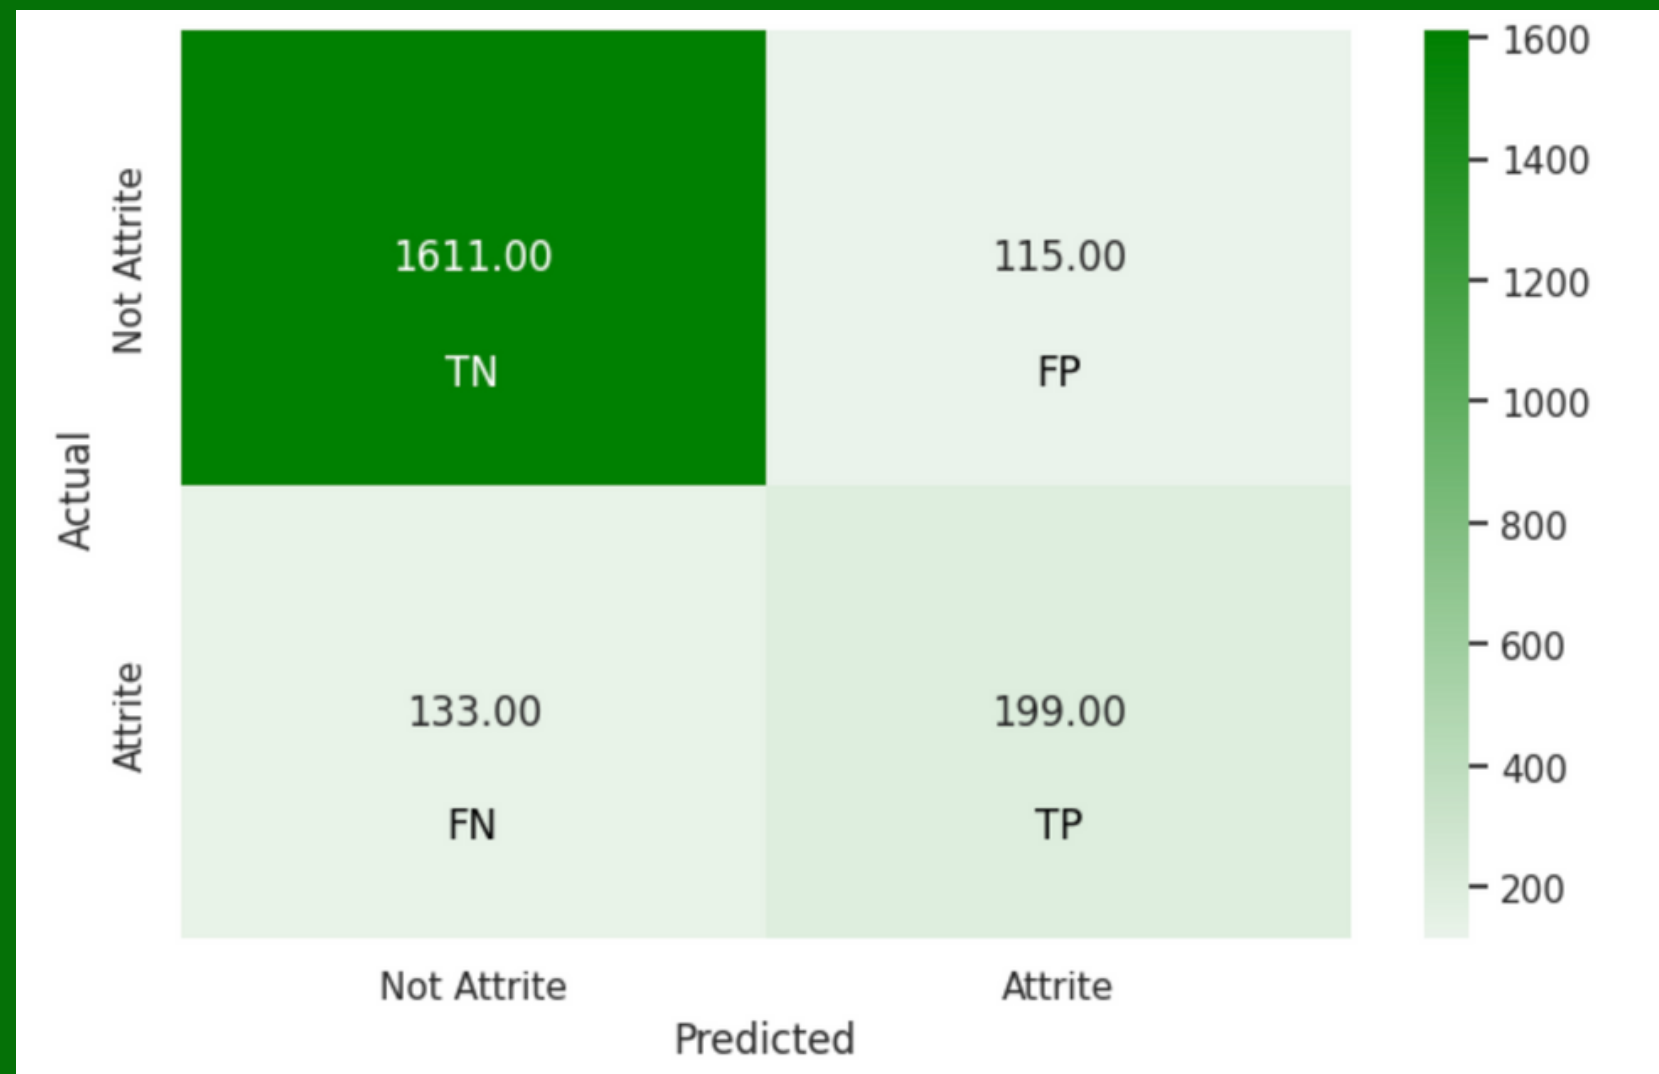 1611.00
115.00
TN
FP
133.00
199.00
FN
TP
Not Attrite
Attrite
Actual
Not Attrite
Attrite
Predicted
1600
1400
1200
1000
800
600
400
200